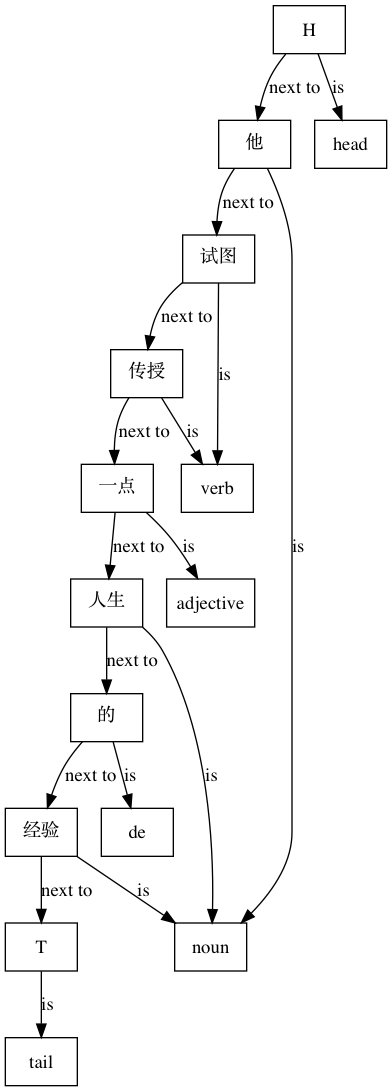 H
next to
is
他
head
next to
试图
next to
传授
is
next to
is
一点
verb
next to
is
is
人生
adjective
next to
的
next to
is
is
经验
de
next to
is
T
noun
is
tail